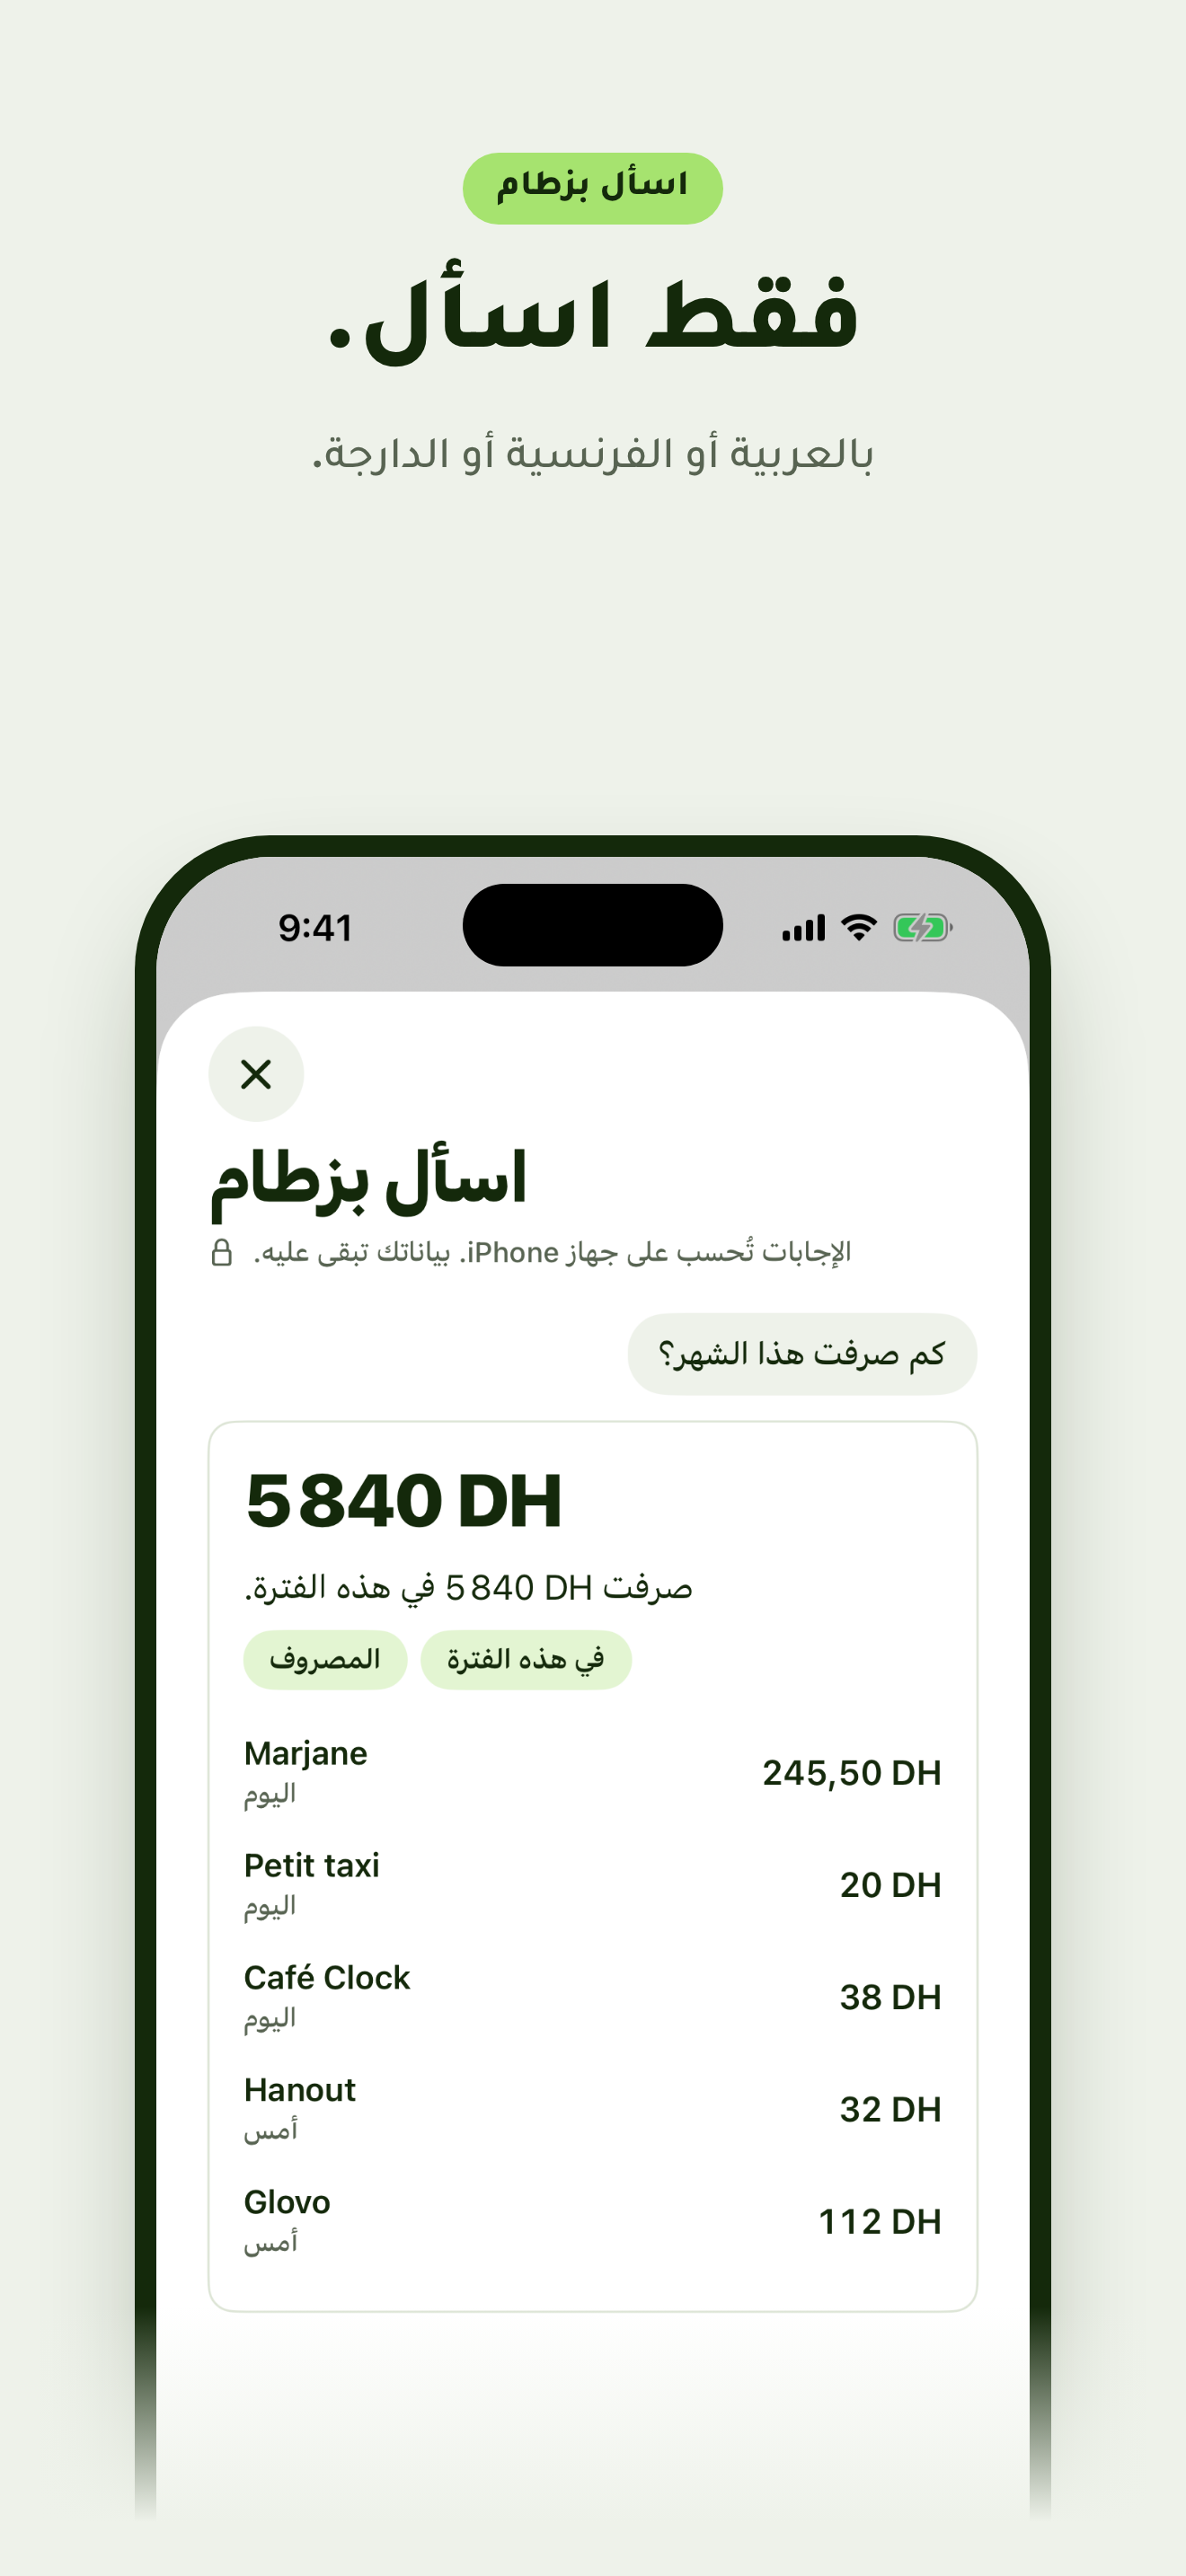 اسأل بزطام
فقط اسأل.
بالعربية أو الفرنسية أو الدارجة.
9:41
اسأل بزطام
الإجابات تُحسب على جهاز iPhone. بياناتك تبقى عليه.
كم صرفت هذا الشهر؟
5 840 DH
صرفت 5 840 DH في هذه الفترة.
المصروف في هذه الفترة
Marjane 245,50 DH
اليوم
Petit taxi 20 DH
اليوم
Café Clock 38 DH
اليوم
Hanout 32 DH
أمس
Glovo 112 DH
أمس